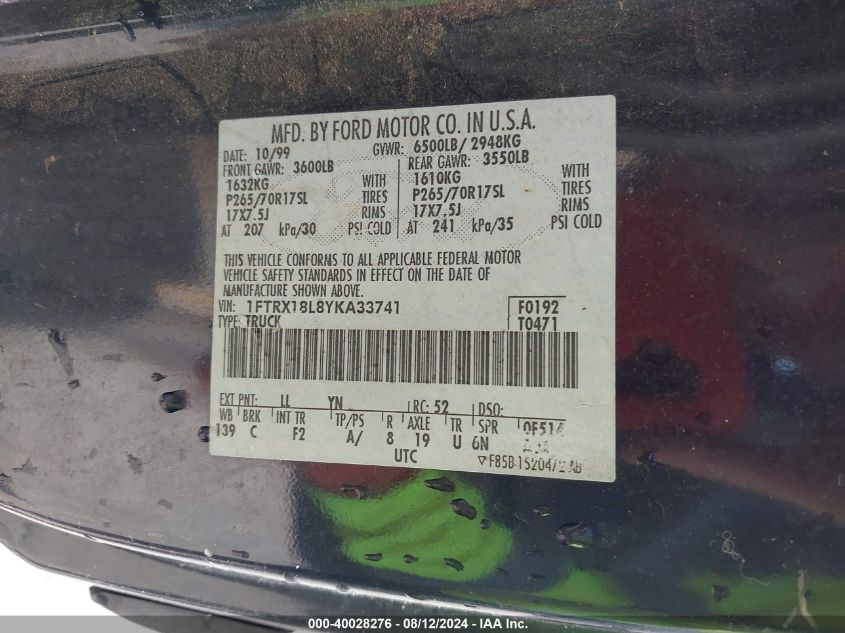 MFD. BY FORD MOTOR CO. IN U.S.A.
DATE: 10/99 GVWR: 6500LB/ 2948KG
FRONT GAWR: 3600LB REAR GAWR: 3550LB
1632KG WITH 1610KG WITH
P265/70R17SL TIRES P265/70R17SL TIRES
17X7.5J RIMS 17X7.5J RIMS
AT 207 kPa/30 PSI COLD AT 241 kPa/35 PSI COLD
THIS VEHICLE CONFORMS TO ALL APPLICABLE FEDERAL MOTOR
VEHICLE SAFETY STANDARDS IN EFFECT ON THE DATE OF
MANUFACTURE SHOWN ABOVE.
VIN: 1FTRX18L8YKA33741 F0192
TYPE: TRUCK T0471
EXT PNT: LL YN RC: 52 DSO:
WB BRK INT TR TP/PS R AXLE TR SPR 0F514
139 C F2 A/ 8 19 U 6N
UTC F85B-15204
000-40028276 - 08/12/2024 - IAAI.com